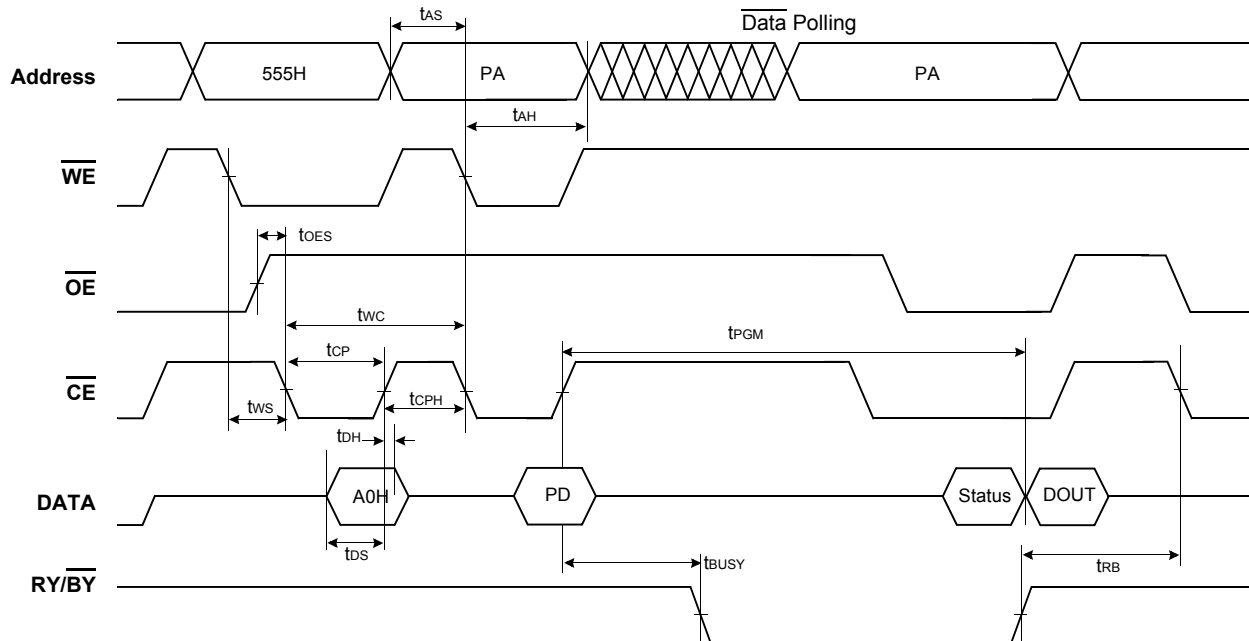 tAS
Data Polling
Address
555H
PA
PA
tAH
WE
tOES
OE
tWC
tPGM
tCP
CE
tWS
tCPH
tDH
DATA
A0H
PD
Status
DOUT
tDS
tBUSY
tRB
RY/BY